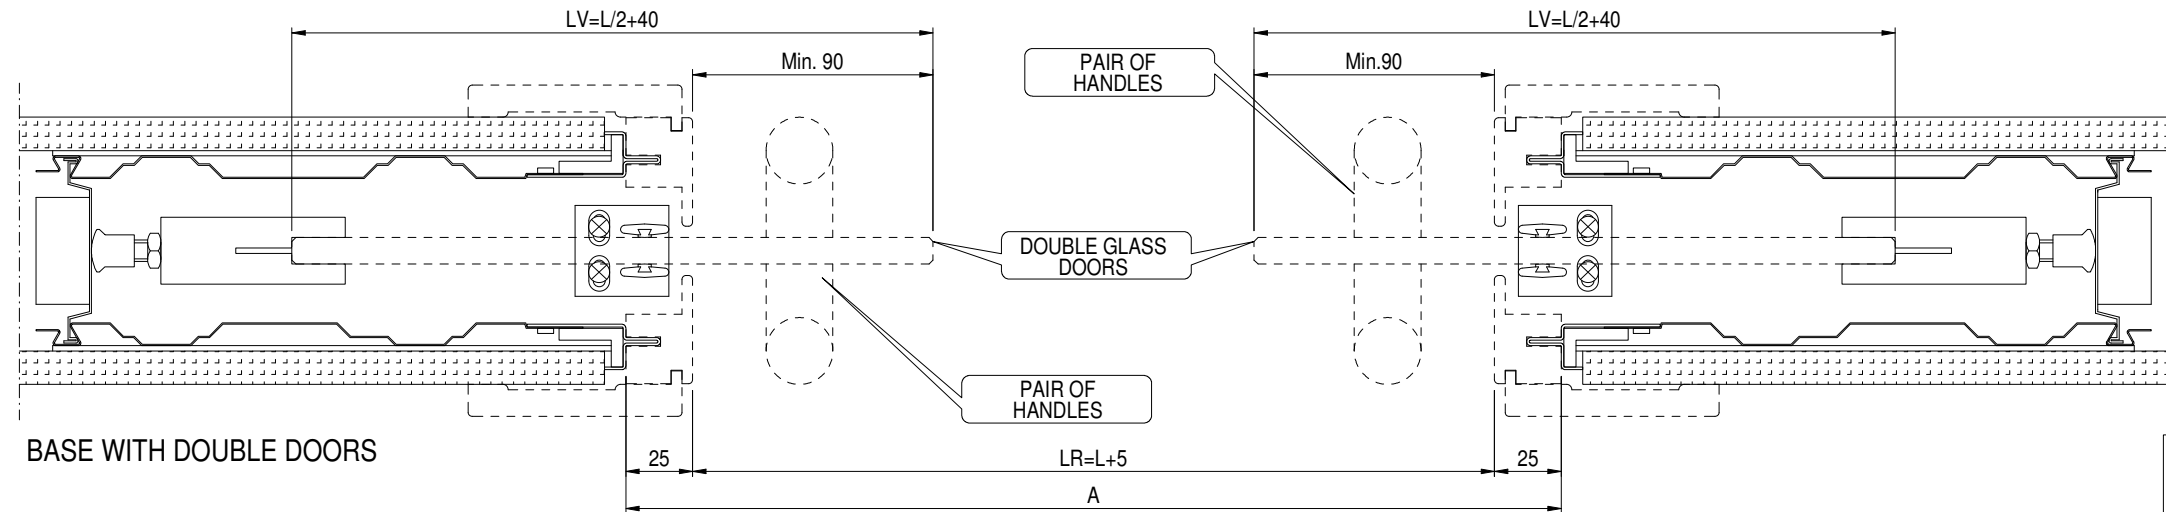 LV=L/2+40
LV=L/2+40
Min. 90
Min.90
PAIR OF
HANDLES
DOUBLE GLASS
DOORS
PAIR OF
HANDLES
BASE WITH DOUBLE DOORS
25
LR=L+5
25
A